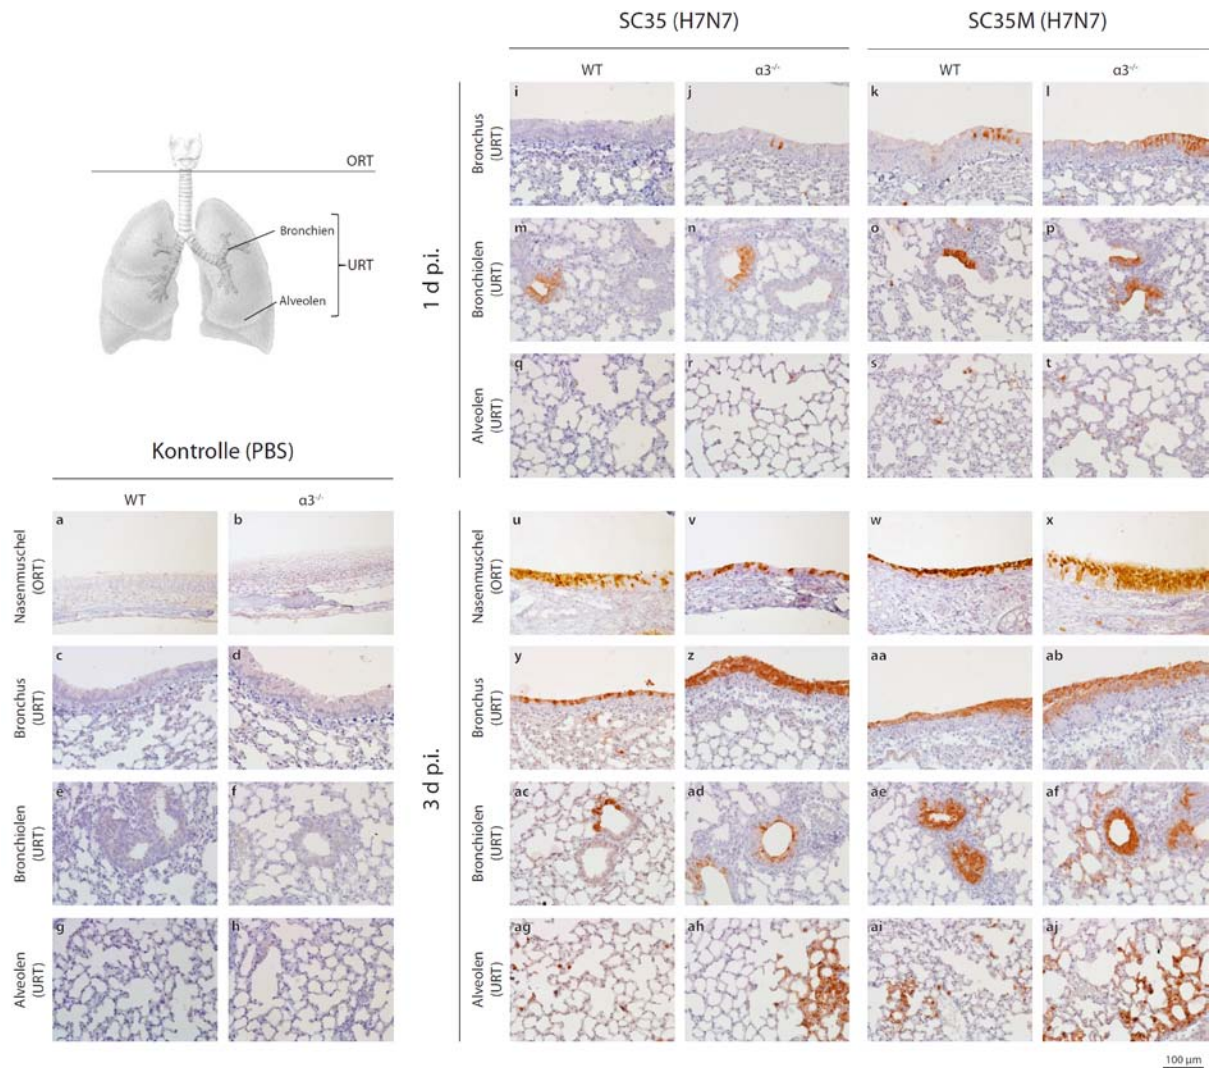 SC35 (H7N7)
SC35M (H7N7)
WT
α3⁻/⁻
WT
α3⁻/⁻
ORT
Bronchien
URT
Alveolen
1 d p.i.
Bronchus
(URT)
i
j
k
l
Bronchiolen
(URT)
m
n
o
p
Alveolen
(URT)
q
r
s
t
Kontrolle (PBS)
WT
α3⁻/⁻
Nasenmuschel
(ORT)
a
b
Bronchus
(URT)
c
d
Bronchiolen
(URT)
e
f
Alveolen
(URT)
g
h
3 d p.i.
Nasenmuschel
(ORT)
u
v
w
x
Bronchus
(URT)
y
z
aa
ab
Bronchiolen
(URT)
ac
ad
ae
af
Alveolen
(URT)
ag
ah
ai
aj
100 µm